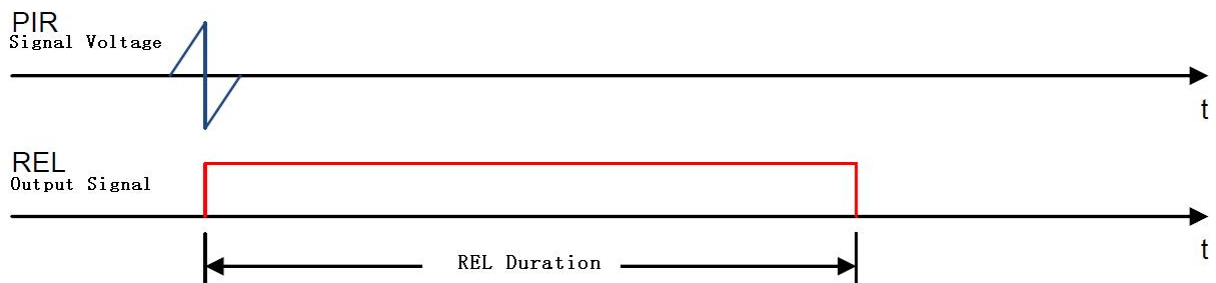 PIR
Signal Voltage
t
REL
Output Signal
t
REL Duration